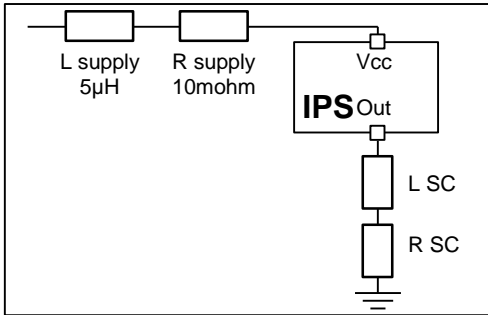 L supply
5µH
R supply
10mohm
Vcc
IPS Out
L SC
R SC